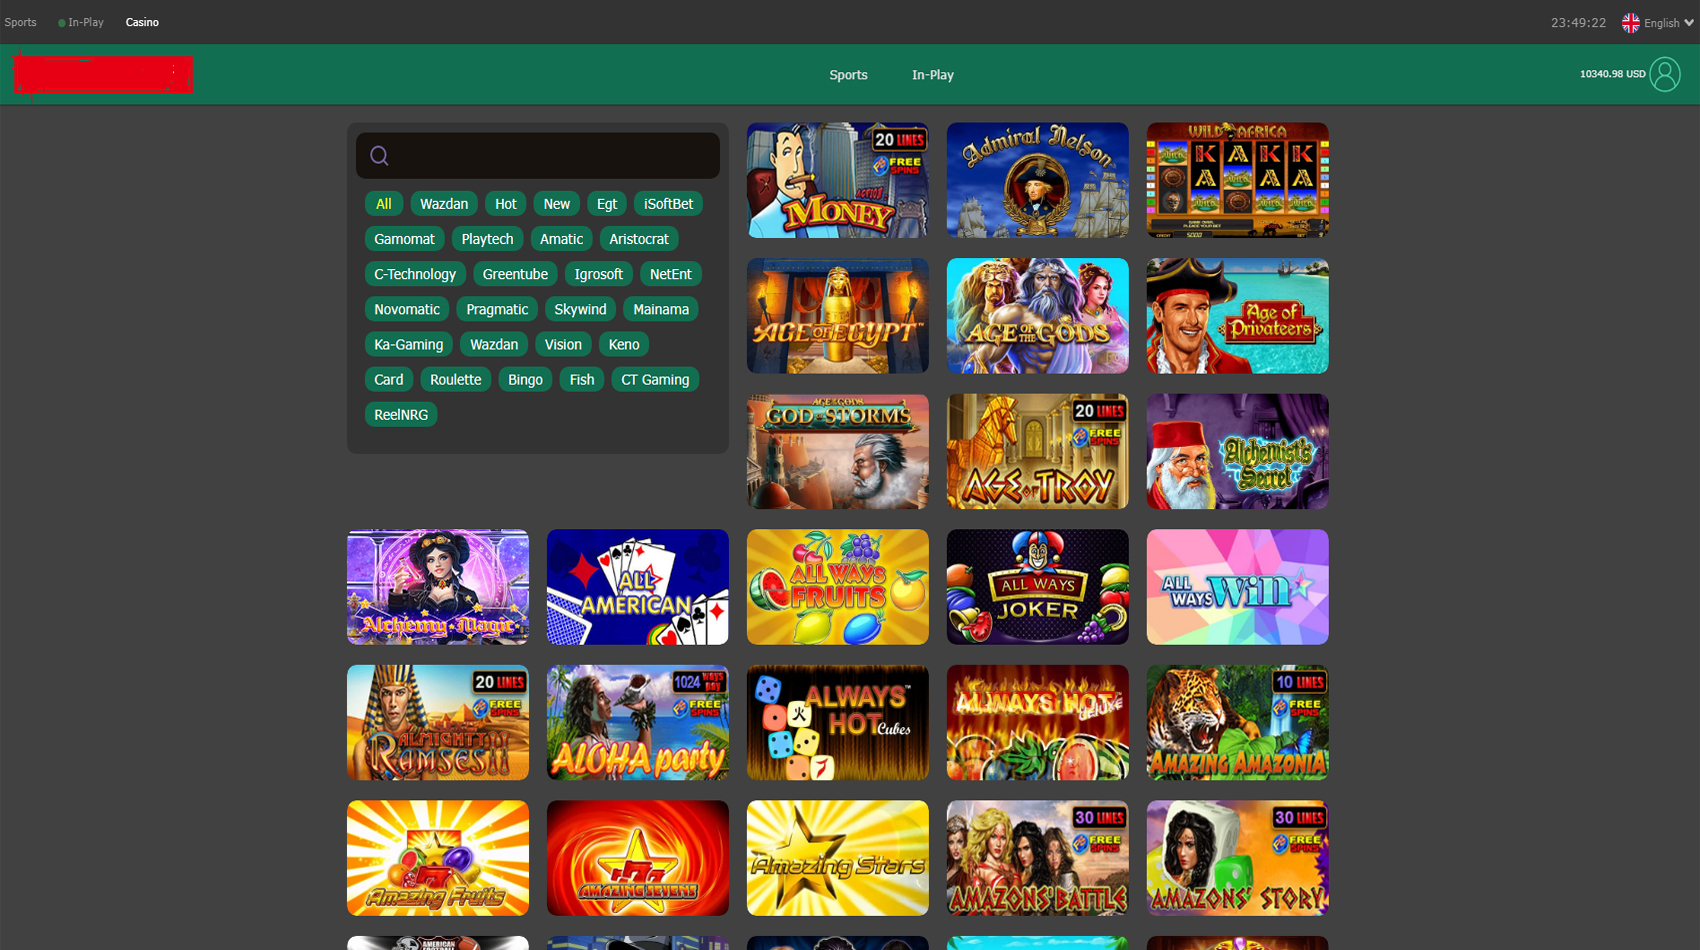 Sports In-Play Casino 23:49:22 English
Sports In-Play 10340.98 USD
All Wazdan Hot New Egt iSoftBet
Gamomat Playtech Amatic Aristocrat
C-Technology Greentube Igrosoft NetEnt
Novomatic Pragmatic Skywind Mainama
Ka-Gaming Wazdan Vision Keno
Card Roulette Bingo Fish CT Gaming
ReelNRG
20 LINES
FREE SPINS
ACTION
MONEY
Admiral Nelson
WILD AFRICA
AGE OF EGYPT™
AGE OF THE GODS
Age of
Privateers
AGE OF THE GODS
GOD OF STORMS
20 LINES
FREE SPINS
AGE OF TROY
Alchemist's
Secret
Alchemy Magic
ALL
AMERICAN
ALL WAYS
FRUITS
ALL WAYS
JOKER
ALL WAYS Win
20 LINES
FREE SPINS
ALMIGHTY
RAMSES II
1024 ways pay
FREE SPINS
ALOHA party
ALWAYS™
HOT Cubes
ALWAYS HOT
deluxe
10 LINES
FREE SPINS
AMAZING AMAZONIA
Amazing Fruits
777
AMAZING SEVENS
Amazing Stars
30 LINES
FREE SPINS
AMAZONS' BATTLE
30 LINES
FREE SPINS
AMAZONS' STORY
AMERICAN